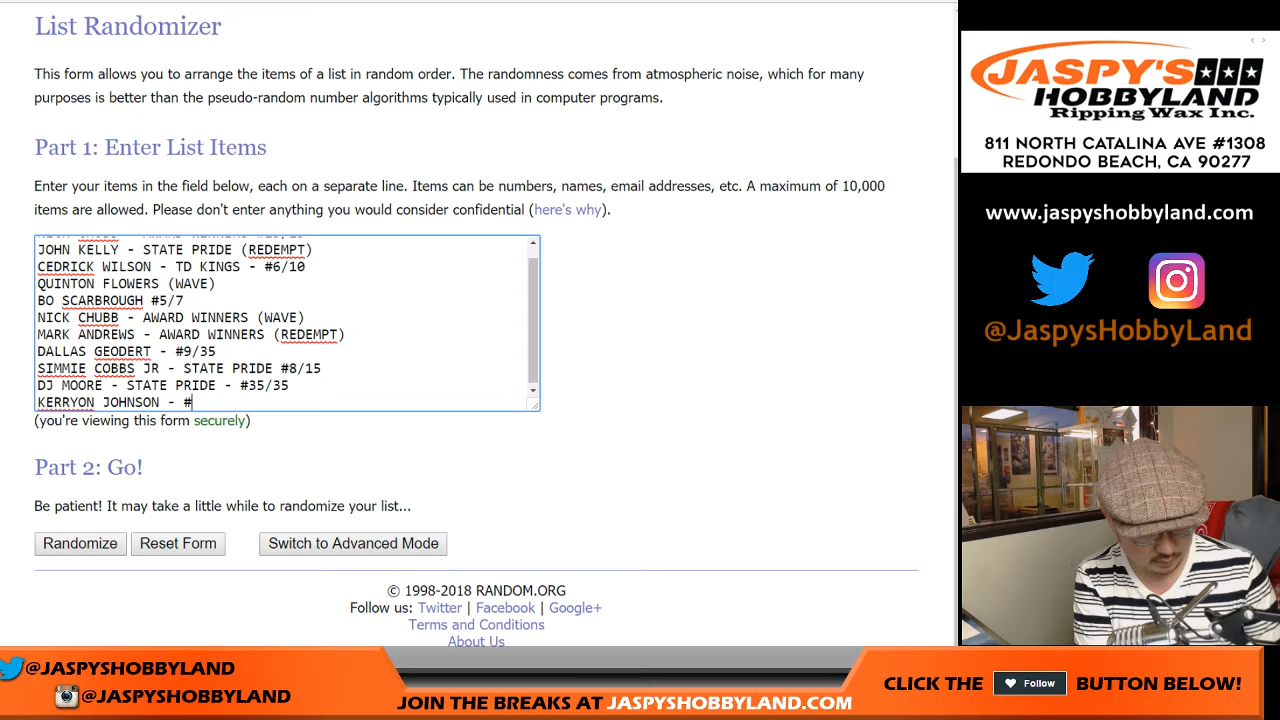 List Randomizer
This form allows you to arrange the items of a list in random order. The randomness comes from atmospheric noise, which for many
purposes is better than the pseudo-random number algorithms typically used in computer programs.
Part 1: Enter List Items
Enter your items in the field below, each on a separate line. Items can be numbers, names, email addresses, etc. A maximum of 10,000
items are allowed. Please don't enter anything you would consider confidential (here's why).
JOHN KELLY - STATE PRIDE (REDEMPT)
CEDRICK WILSON - TD KINGS - #6/10
QUINTON FLOWERS (WAVE)
BO SCARBROUGH #5/7
NICK CHUBB - AWARD WINNERS (WAVE)
MARK ANDREWS - AWARD WINNERS (REDEMPT)
DALLAS GEODERT - #9/35
SIMMIE COBBS JR - STATE PRIDE #8/15
DJ MOORE - STATE PRIDE - #35/35
KERRYON JOHNSON - #
(you're viewing this form securely)
Part 2: Go!
Be patient! It may take a little while to randomize your list...
Randomize
Reset Form
Switch to Advanced Mode
© 1998-2018 RANDOM.ORG
Follow us: Twitter | Facebook | Google+
Terms and Conditions
About Us
JASPY'S
HOBBYLAND
Ripping Wax Inc.
811 NORTH CATALINA AVE #1308
REDONDO BEACH, CA 90277
www.jaspyshobbyland.com
@JaspysHobbyLand
@JASPYSHOBBYLAND
@JASPYSHOBBYLAND
JOIN THE BREAKS AT JASPYSHOBBYLAND.COM
CLICK THE Follow BUTTON BELOW!